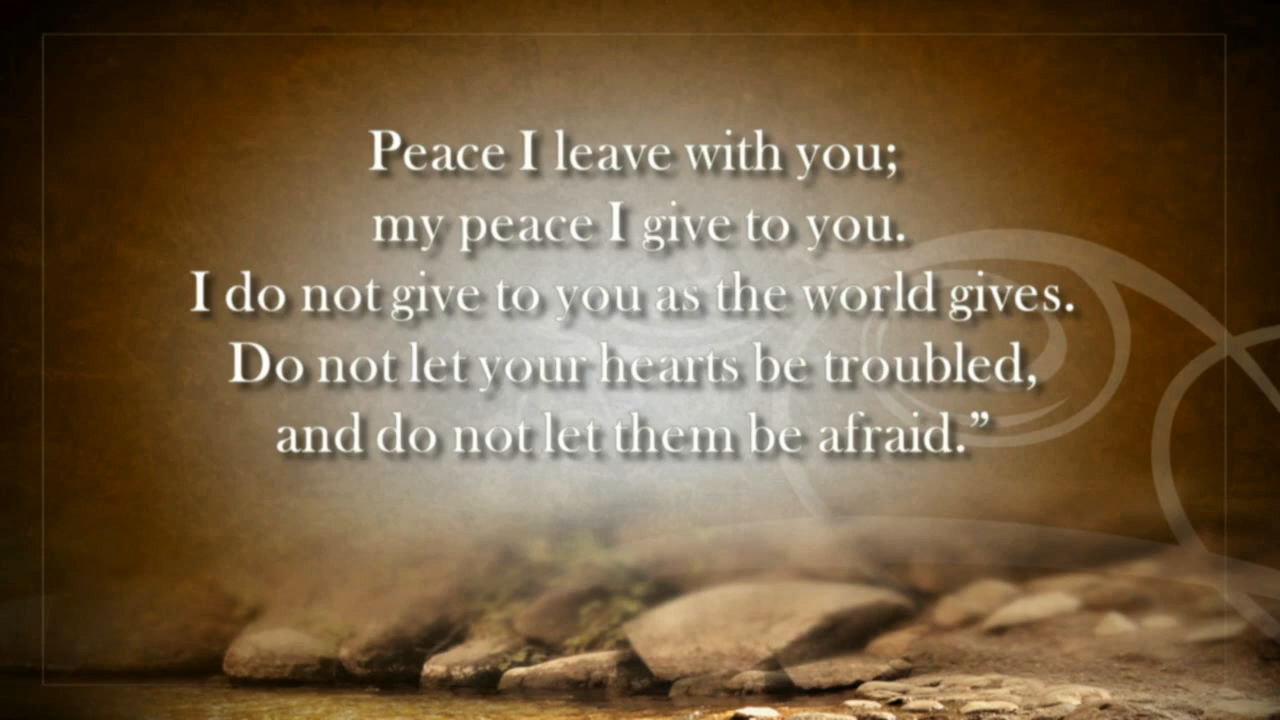 Peace I leave with you;
my peace I give to you.
I do not give to you as the world gives.
Do not let your hearts be troubled,
and do not let them be afraid.”